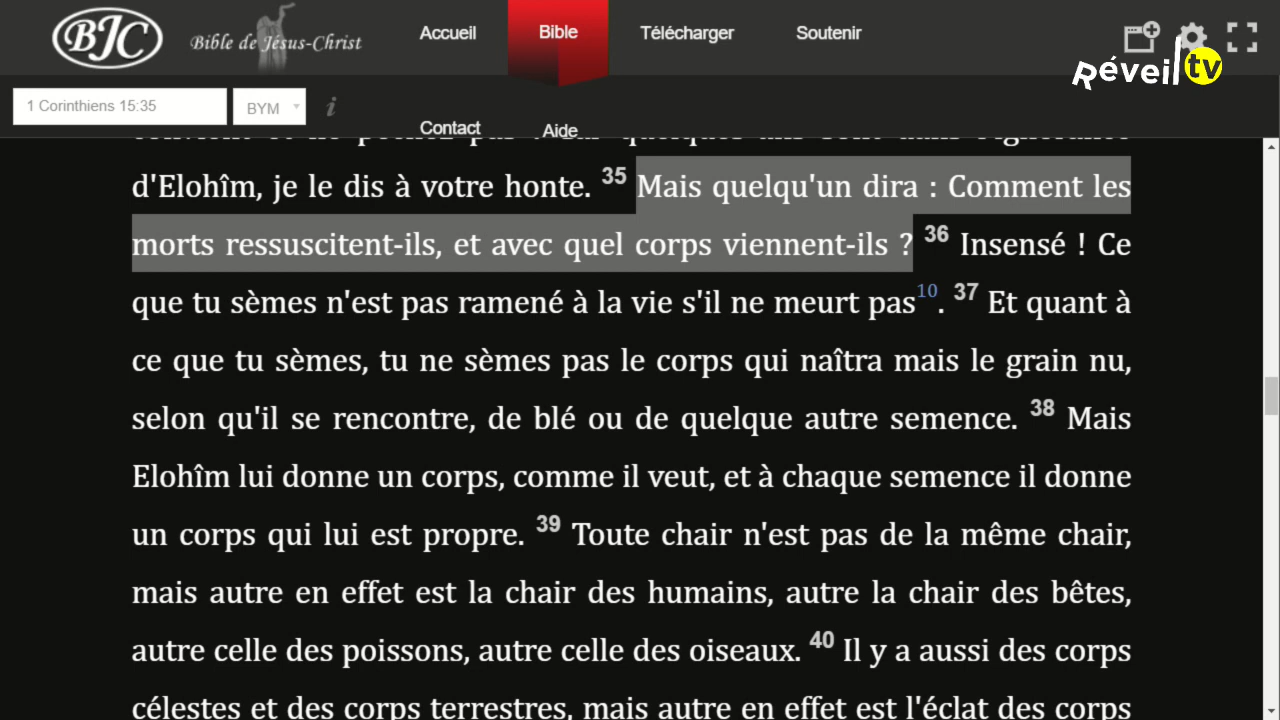 BJC
Bible de Jésus-Christ
Accueil
Bible
Télécharger
Soutenir
Réveil tv
1 Corinthiens 15:35
BYM
i
Contact
Aide
d'Elohîm, je le dis à votre honte. 35 Mais quelqu'un dira : Comment les
morts ressuscitent-ils, et avec quel corps viennent-ils ? 36 Insensé ! Ce
que tu sèmes n'est pas ramené à la vie s'il ne meurt pas10. 37 Et quant à
ce que tu sèmes, tu ne sèmes pas le corps qui naîtra mais le grain nu,
selon qu'il se rencontre, de blé ou de quelque autre semence. 38 Mais
Elohîm lui donne un corps, comme il veut, et à chaque semence il donne
un corps qui lui est propre. 39 Toute chair n'est pas de la même chair,
mais autre en effet est la chair des humains, autre la chair des bêtes,
autre celle des poissons, autre celle des oiseaux. 40 Il y a aussi des corps
célestes et des corps terrestres, mais autre en effet est l'éclat des corps